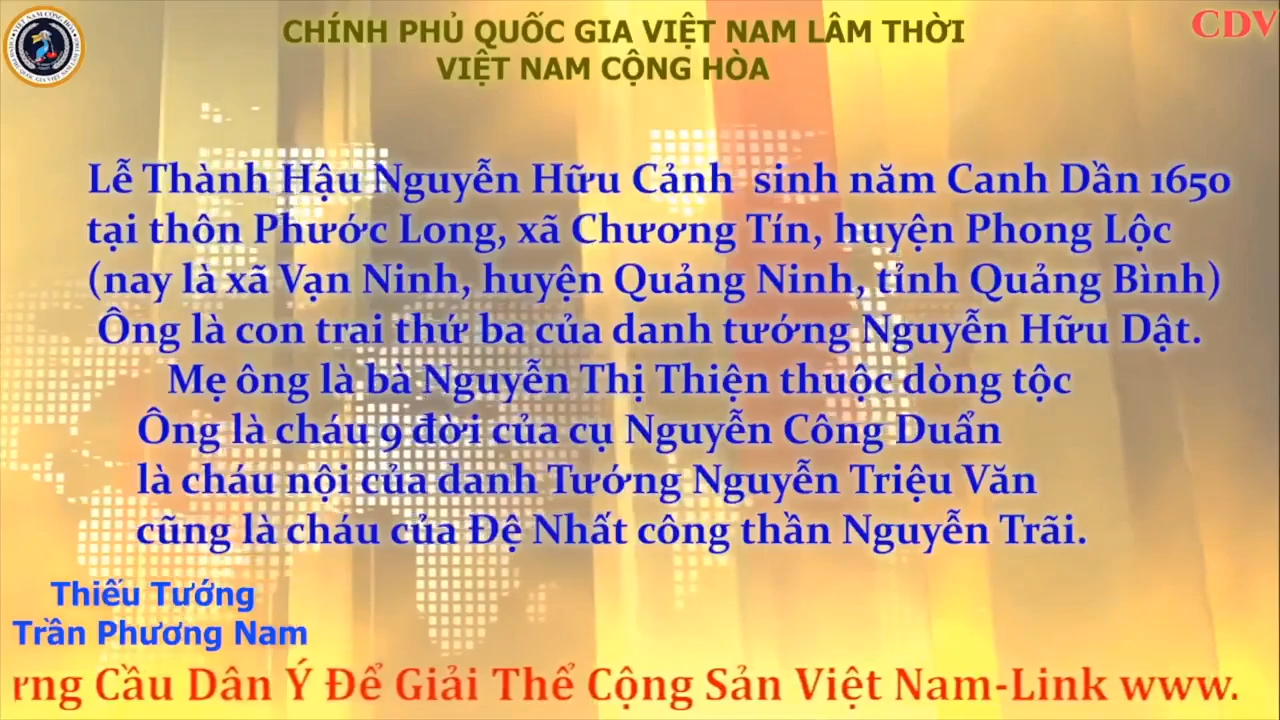 CHÍNH PHỦ QUỐC GIA VIỆT NAM LÂM THỜI
VIỆT NAM CỘNG HÒA
CDV
Lễ Thành Hậu Nguyễn Hữu Cảnh sinh năm Canh Dần 1650
tại thôn Phước Long, xã Chương Tín, huyện Phong Lộc
(nay là xã Vạn Ninh, huyện Quảng Ninh, tỉnh Quảng Bình)
Ông là con trai thứ ba của danh tướng Nguyễn Hữu Dật.
Mẹ ông là bà Nguyễn Thị Thiện thuộc dòng tộc
Ông là cháu 9 đời của cụ Nguyễn Công Duẩn
là cháu nội của danh Tướng Nguyễn Triệu Văn
cũng là cháu của Đệ Nhất công thần Nguyễn Trãi.
Thiếu Tướng
Trần Phương Nam
ưng Cầu Dân Ý Để Giải Thể Cộng Sản Việt Nam-Link www.